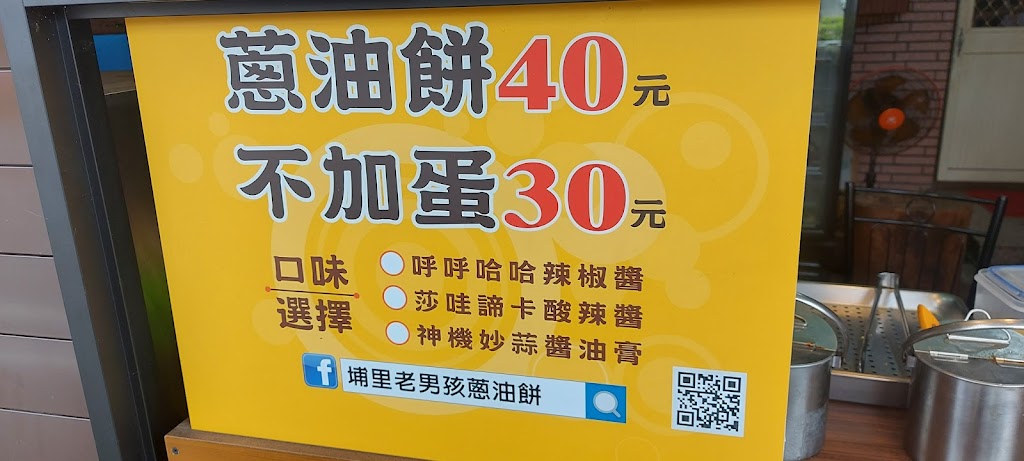 蔥油餅40元
不加蛋30元
口味
選擇
呼呼哈哈辣椒醬
莎哇諦卡酸辣醬
神機妙蒜醬油膏
f 埔里老男孩蔥油餅